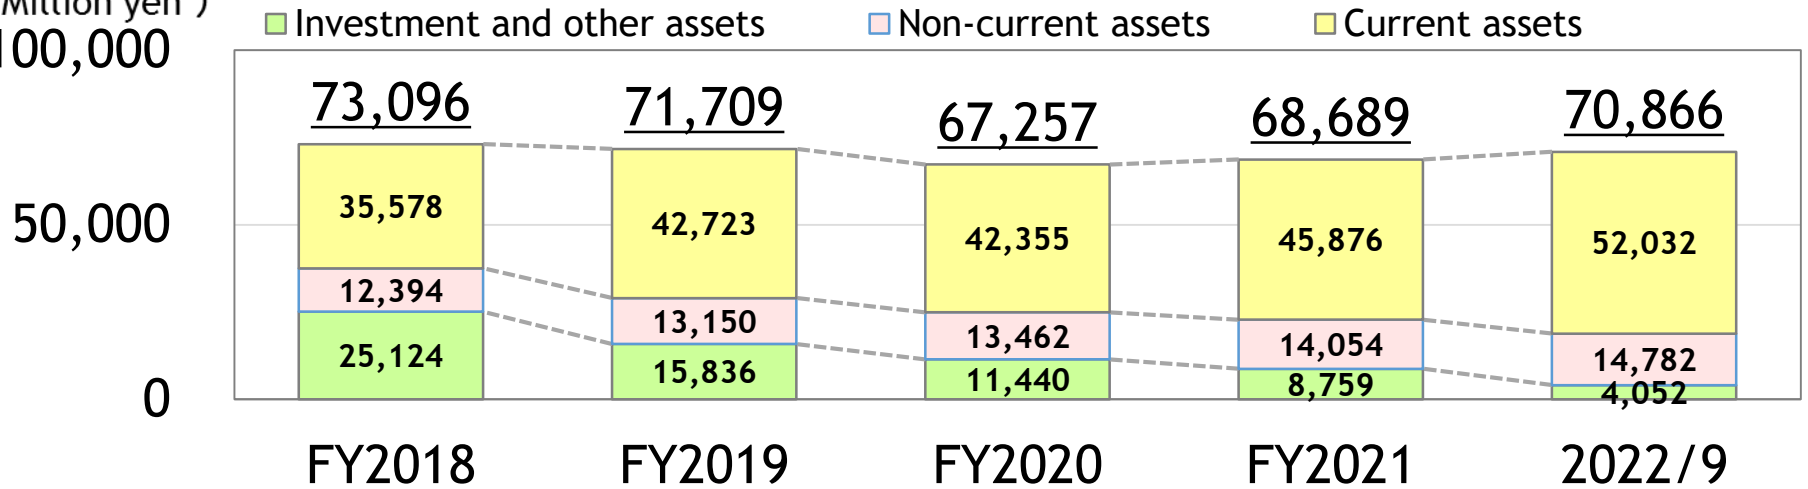 Million yen )
Investment and other assets Non-current assets Current assets
100,000
73,096 71,709 67,257 68,689 70,866
35,578 42,723 42,355 45,876 52,032
50,000
12,394 13,150 13,462 14,054 14,782
25,124 15,836 11,440 8,759 4,052
0
FY2018 FY2019 FY2020 FY2021 2022/9